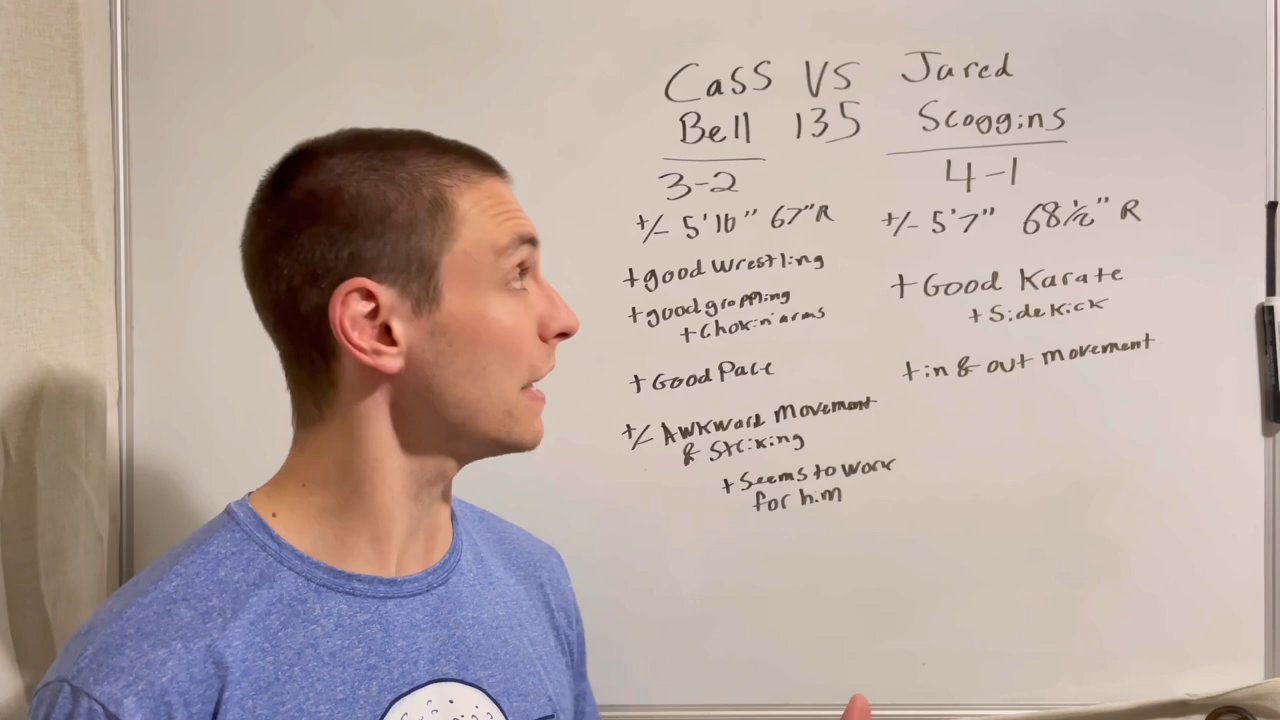 Cass VS Jared
Bell 135 Scoggins
3-2
4-1
+/- 5'10" 67"R
+/- 5'7" 68½" R
+good Wrestling
+good grappling
+Chokin' arms
+Good Pace
+/- Awkward Movement
& Striking
+Seems to work
for him
+Good Karate
+Sidekick
+in & out movement